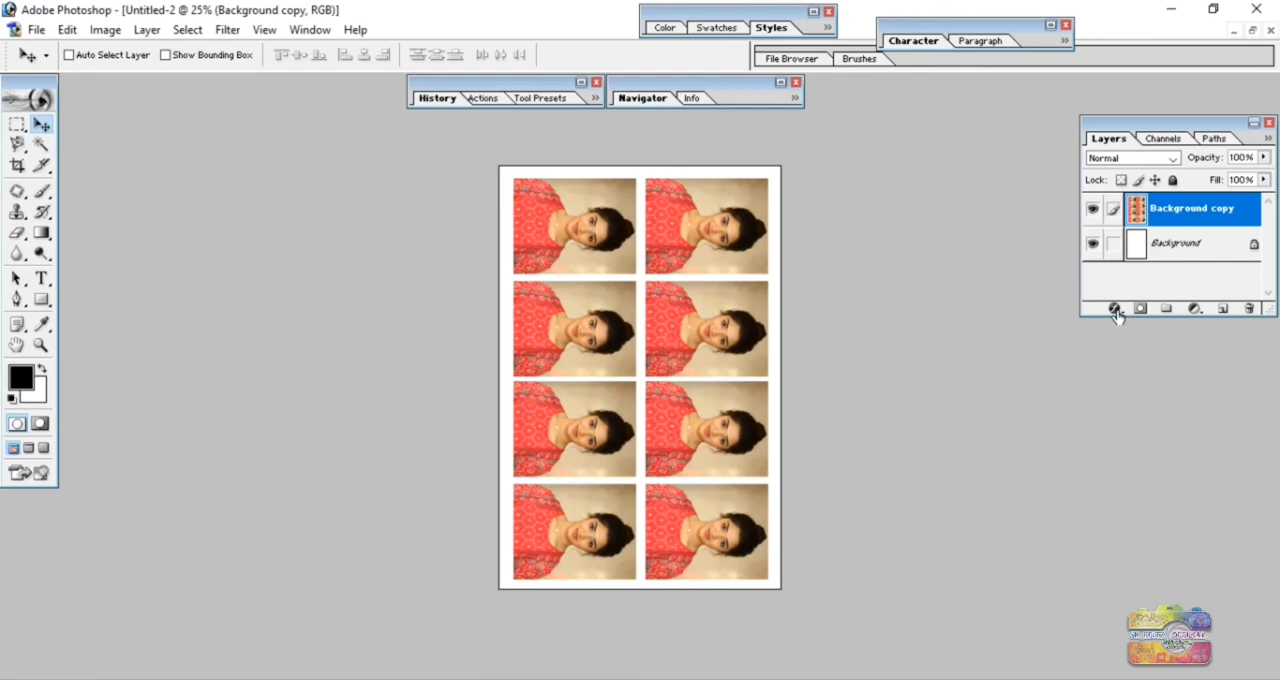 Adobe Photoshop - [Untitled-2 @ 25% (Background copy, RGB)]
File Edit Image Layer Select Filter View Window Help
Color Swatches Styles
Character Paragraph
Auto Select Layer Show Bounding Box
File Browser Brushes
History Actions Tool Presets
Navigator Info
Layers Channels Paths
Normal Opacity: 100%
Lock: Fill: 100%
Background copy
Background